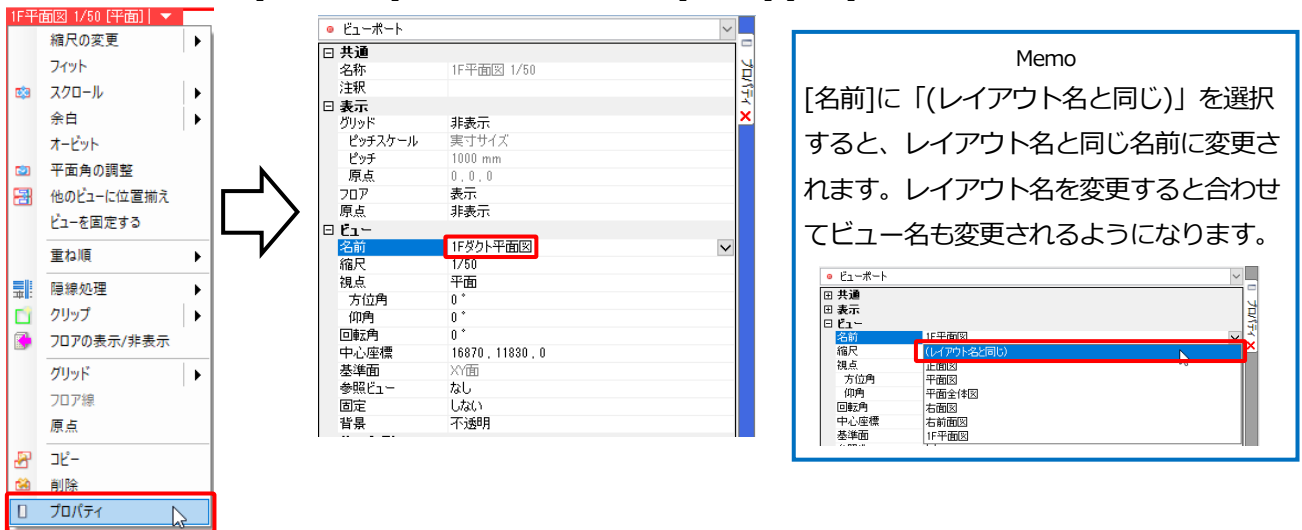 1F平面図 1/50 [平面]
縮尺の変更
フィット
スクロール
余白
オービット
平面角の調整
他のビューに位置揃え
ビューを固定する
重ね順
隠線処理
クリップ
フロアの表示/非表示
グリッド
フロア線
原点
コピー
削除
プロパティ
ビューポート
プロパティ
共通
名称 1F平面図 1/50
注釈
表示
グリッド 非表示
ピッチスケール 実寸サイズ
ピッチ 1000 mm
原点 0 , 0 , 0
フロア 表示
原点 非表示
ビュー
名前 1Fダクト平面図
縮尺 1/50
視点 平面
方位角 0 °
仰角 0 °
回転角 0 °
中心座標 16870 , 11830 , 0
基準面 XY面
参照ビュー なし
固定 しない
背景 不透明
Memo
[名前]に「(レイアウト名と同じ)」を選択
すると、レイアウト名と同じ名前に変更さ
れます。レイアウト名を変更すると合わせ
てビュー名も変更されるようになります。
ビューポート
プロパティ
共通
表示
ビュー
名前 1F平面図
縮尺 (レイアウト名と同じ)
視点 正面図
方位角 平面図
仰角 平面全体図
回転角 右面図
中心座標 右前面図
基準面 1F平面図